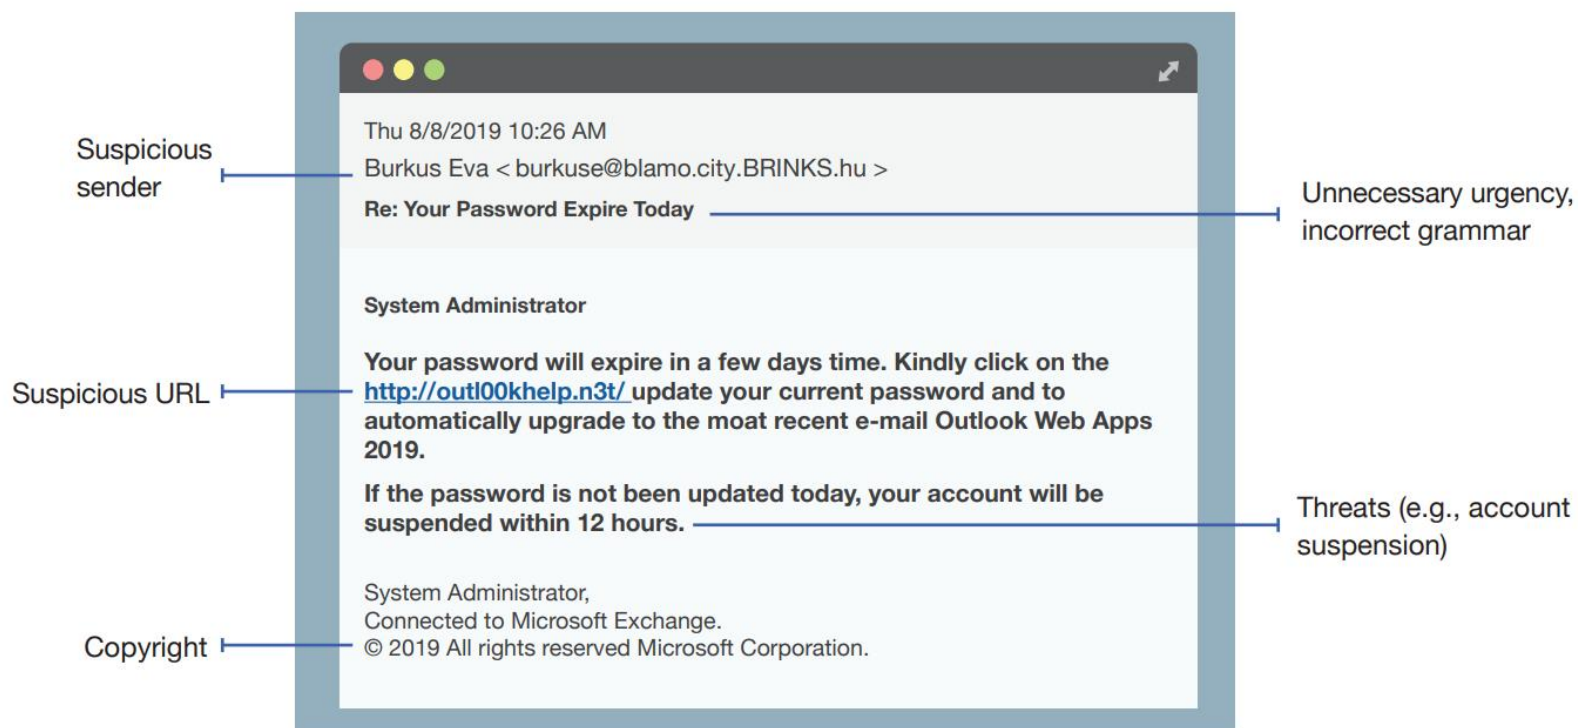 Thu 8/8/2019 10:26 AM
Suspicious
sender
Burkus Eva < burkuse@blamo.city.BRINKS.hu >
Re: Your Password Expire Today
Unnecessary urgency,
incorrect grammar
System Administrator
Your password will expire in a few days time. Kindly click on the
Suspicious URL
http://outl00khelp.n3t/ update your current password and to
automatically upgrade to the moat recent e-mail Outlook Web Apps
2019.
If the password is not been updated today, your account will be
suspended within 12 hours.
Threats (e.g., account
suspension)
System Administrator,
Connected to Microsoft Exchange.
Copyright
© 2019 All rights reserved Microsoft Corporation.